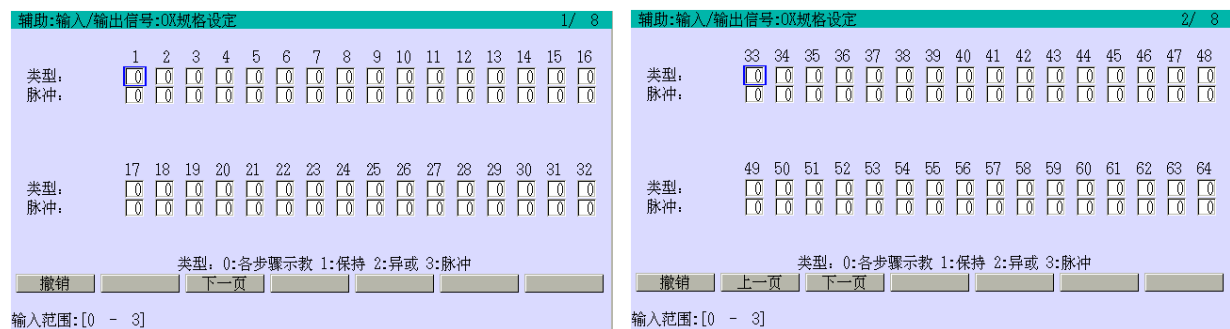 辅助:输入/输出信号:OX规格设定 1/ 8
1 2 3 4 5 6 7 8 9 10 11 12 13 14 15 16
类型: 0 0 0 0 0 0 0 0 0 0 0 0 0 0 0 0
脉冲: 0 0 0 0 0 0 0 0 0 0 0 0 0 0 0 0
17 18 19 20 21 22 23 24 25 26 27 28 29 30 31 32
类型: 0 0 0 0 0 0 0 0 0 0 0 0 0 0 0 0
脉冲: 0 0 0 0 0 0 0 0 0 0 0 0 0 0 0 0
类型: 0:各步骤示教 1:保持 2:异或 3:脉冲
撤销 下一页
输入范围:[0 - 3]
辅助:输入/输出信号:OX规格设定 2/ 8
33 34 35 36 37 38 39 40 41 42 43 44 45 46 47 48
类型: 0 0 0 0 0 0 0 0 0 0 0 0 0 0 0 0
脉冲: 0 0 0 0 0 0 0 0 0 0 0 0 0 0 0 0
49 50 51 52 53 54 55 56 57 58 59 60 61 62 63 64
类型: 0 0 0 0 0 0 0 0 0 0 0 0 0 0 0 0
脉冲: 0 0 0 0 0 0 0 0 0 0 0 0 0 0 0 0
类型: 0:各步骤示教 1:保持 2:异或 3:脉冲
撤销 上一页 下一页
输入范围:[0 - 3]